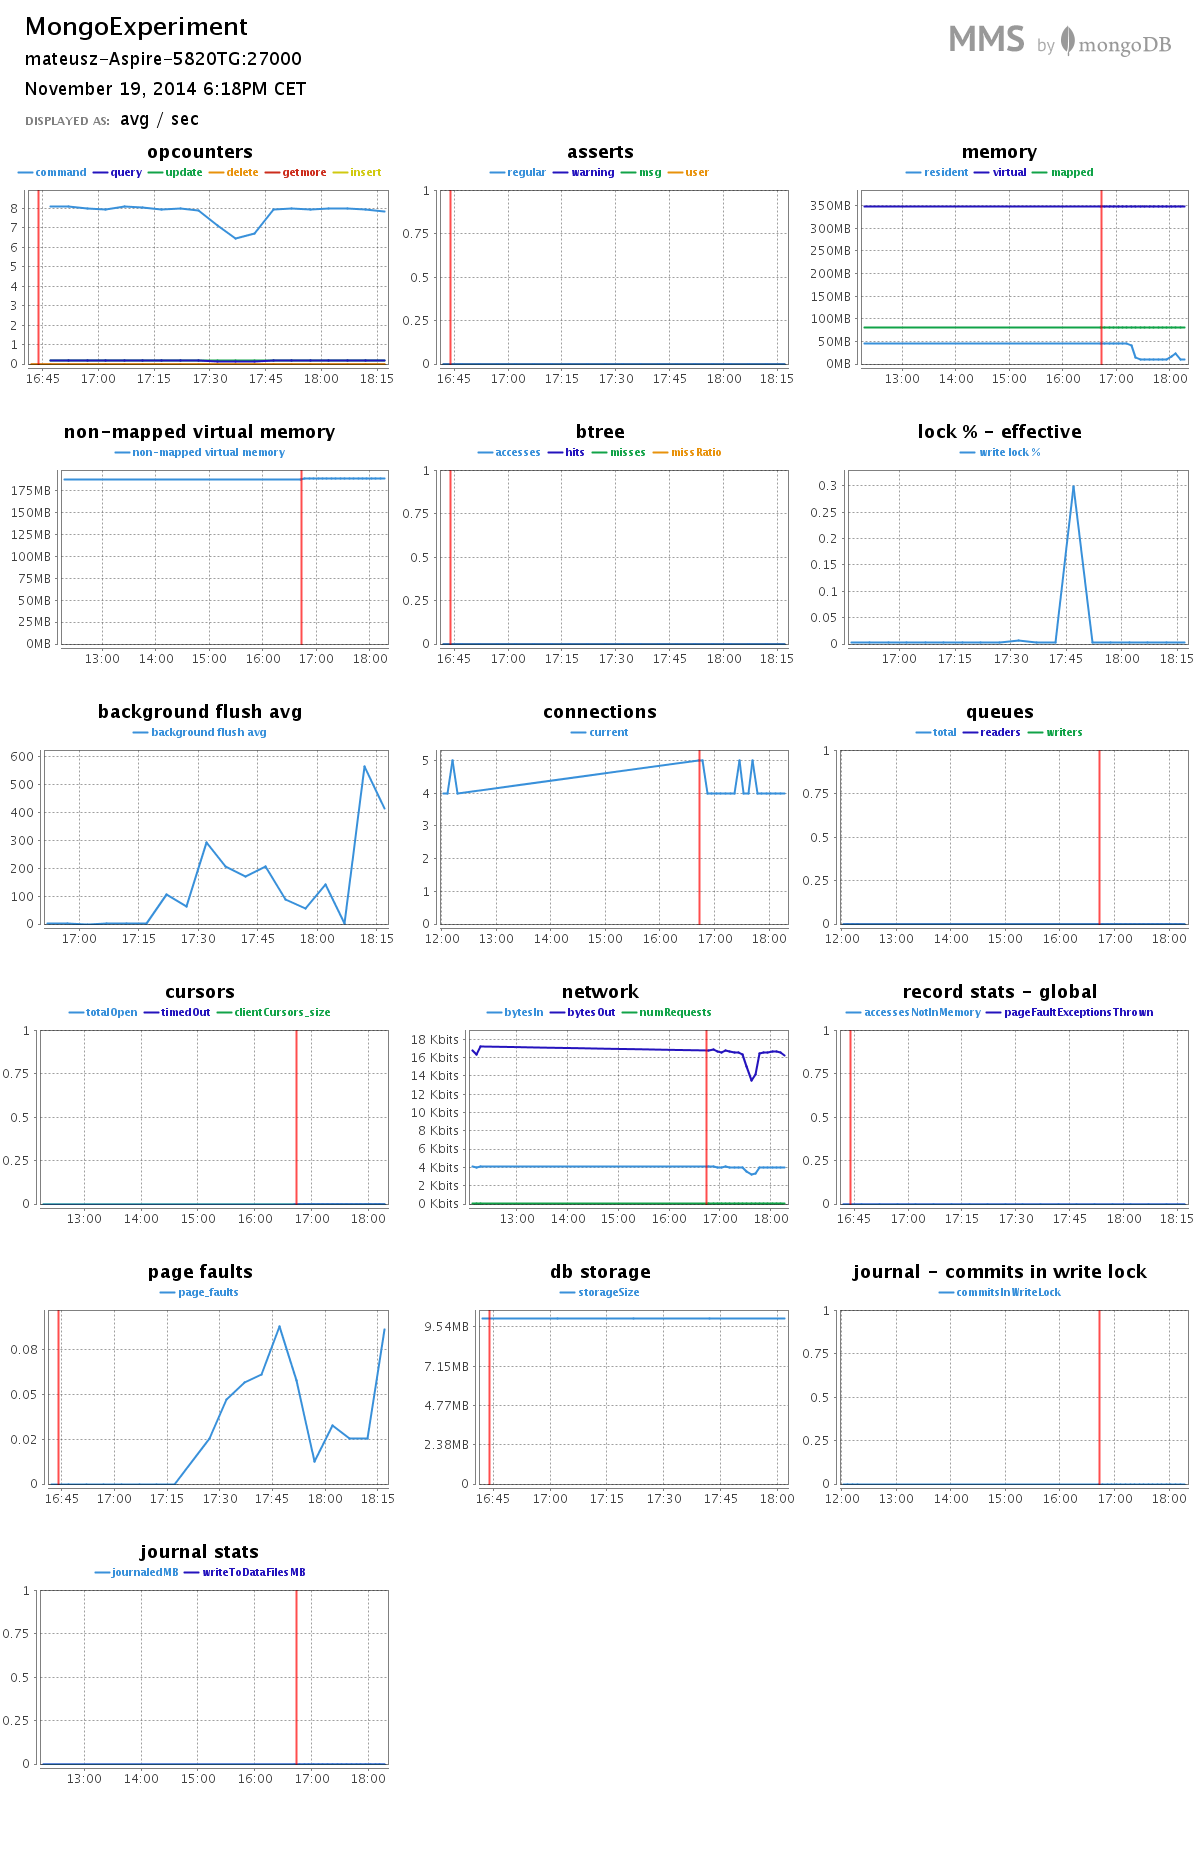 MongoExperiment
mateusz-Aspire-5820TG:27000
November 19, 2014 6:18PM CET
DISPLAYED AS: avg / sec
MMS by mongoDB
opcounters
command query update delete getmore insert
8
7
6
5
4
3
2
1
0
16:45 17:00 17:15 17:30 17:45 18:00 18:15
asserts
regular warning msg user
1
0.75
0.5
0.25
0
16:45 17:00 17:15 17:30 17:45 18:00 18:15
memory
resident virtual mapped
350MB
300MB
250MB
200MB
150MB
100MB
50MB
0MB
13:00 14:00 15:00 16:00 17:00 18:00
non-mapped virtual memory
non-mapped virtual memory
175MB
150MB
125MB
100MB
75MB
50MB
25MB
0MB
13:00 14:00 15:00 16:00 17:00 18:00
btree
accesses hits misses missRatio
1
0.75
0.5
0.25
0
16:45 17:00 17:15 17:30 17:45 18:00 18:15
lock % - effective
write lock %
0.3
0.25
0.2
0.15
0.1
0.05
0
17:00 17:15 17:30 17:45 18:00 18:15
background flush avg
background flush avg
600
500
400
300
200
100
0
17:00 17:15 17:30 17:45 18:00 18:15
connections
current
5
4
3
2
1
0
12:00 13:00 14:00 15:00 16:00 17:00 18:00
queues
total readers writers
1
0.75
0.5
0.25
0
12:00 13:00 14:00 15:00 16:00 17:00 18:00
cursors
totalOpen timedOut clientCursors_size
1
0.75
0.5
0.25
0
13:00 14:00 15:00 16:00 17:00 18:00
network
bytesIn bytesOut numRequests
18 Kbits
16 Kbits
14 Kbits
12 Kbits
10 Kbits
8 Kbits
6 Kbits
4 Kbits
2 Kbits
0 Kbits
13:00 14:00 15:00 16:00 17:00 18:00
record stats - global
accessesNotInMemory pageFaultExceptionsThrown
1
0.75
0.5
0.25
0
16:45 17:00 17:15 17:30 17:45 18:00 18:15
page faults
page_faults
0.08
0.05
0.02
0
16:45 17:00 17:15 17:30 17:45 18:00 18:15
db storage
storageSize
9.54MB
7.15MB
4.77MB
2.38MB
0
16:45 17:00 17:15 17:30 17:45 18:00
journal - commits in write lock
commitsInWriteLock
1
0.75
0.5
0.25
0
12:00 13:00 14:00 15:00 16:00 17:00 18:00
journal stats
journaledMB writeToDataFilesMB
1
0.75
0.5
0.25
0
13:00 14:00 15:00 16:00 17:00 18:00